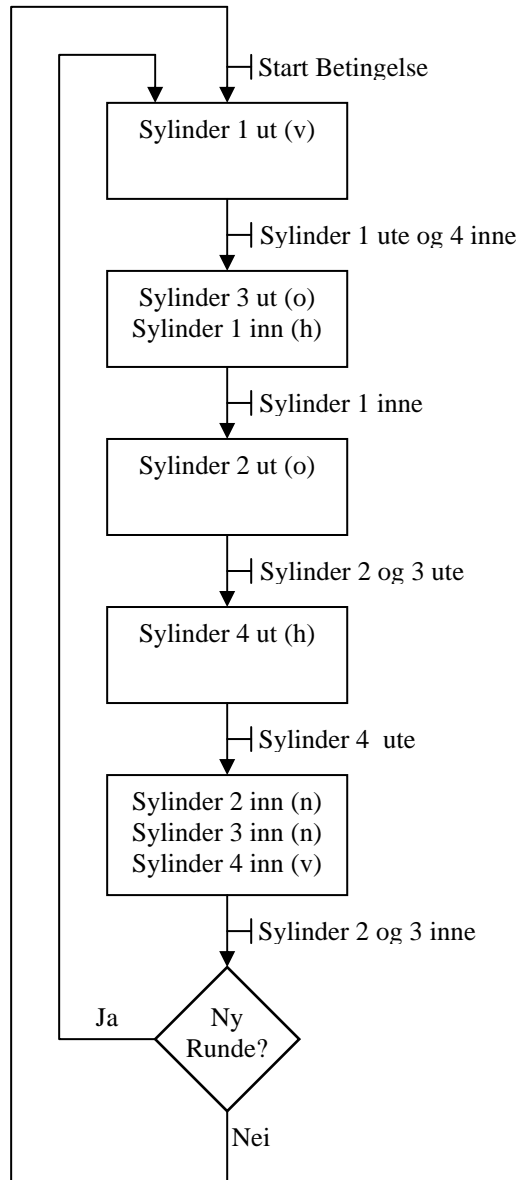 Start Betingelse
Sylinder 1 ut (v)
Sylinder 1 ute og 4 inne
Sylinder 3 ut (o)
Sylinder 1 inn (h)
Sylinder 1 inne
Sylinder 2 ut (o)
Sylinder 2 og 3 ute
Sylinder 4 ut (h)
Sylinder 4 ute
Sylinder 2 inn (n)
Sylinder 3 inn (n)
Sylinder 4 inn (v)
Sylinder 2 og 3 inne
Ja
Ny
Runde?
Nei